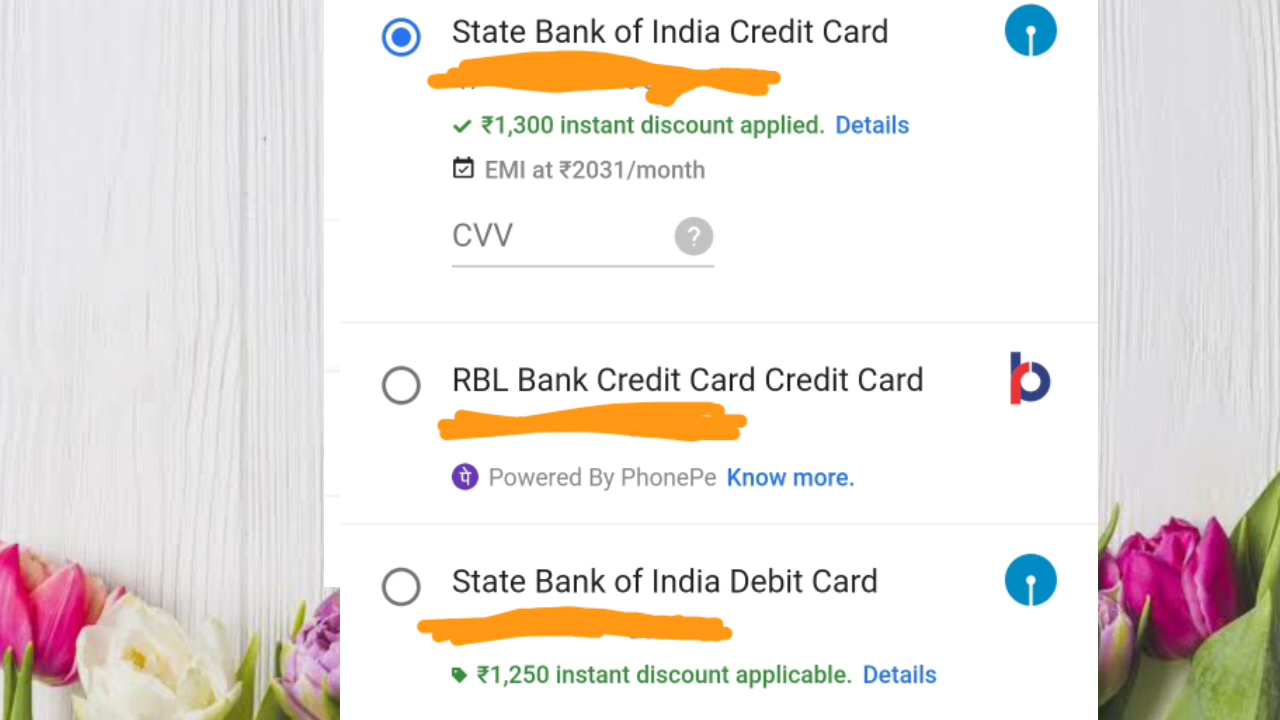 State Bank of India Credit Card
₹1,300 instant discount applied. Details
EMI at ₹2031/month
CVV ?
RBL Bank Credit Card Credit Card
पे Powered By PhonePe Know more.
State Bank of India Debit Card
₹1,250 instant discount applicable. Details